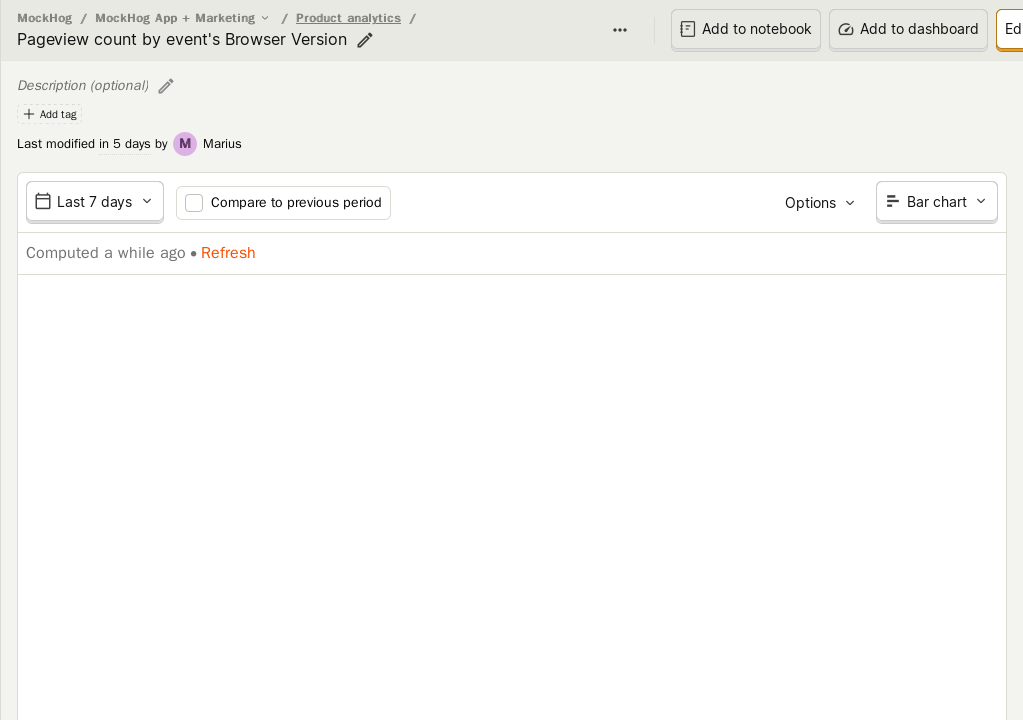 MockHog / MockHog App + Marketing / Product analytics /
Pageview count by event's Browser Version
Add to notebook
Add to dashboard
Ed
Description (optional)
Add tag
Last modified in 5 days by M Marius
Last 7 days
Compare to previous period
Options
Bar chart
Computed a while ago • Refresh